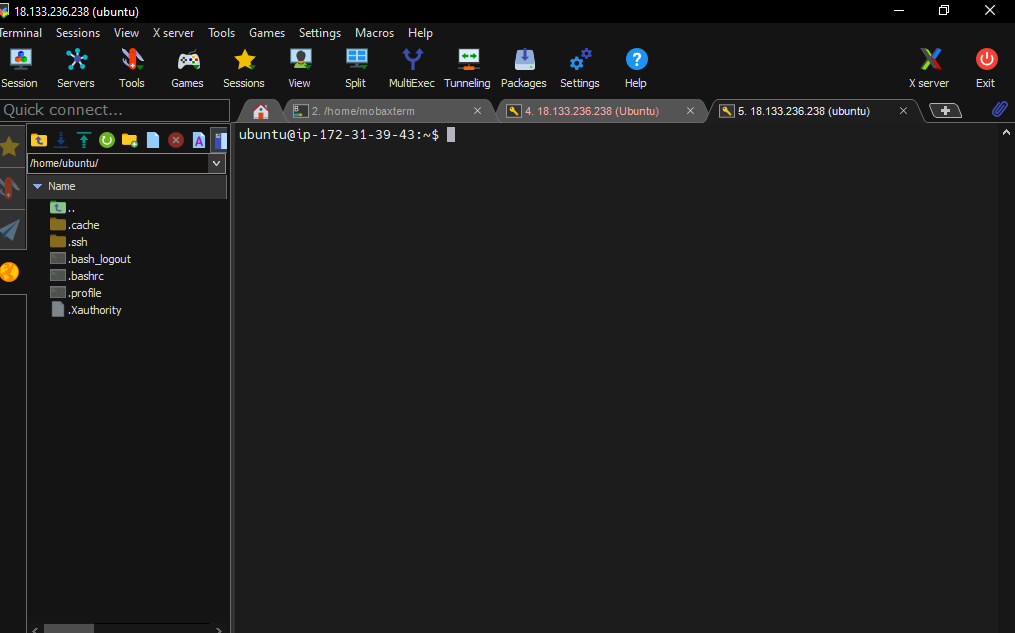 18.133.236.238 (ubuntu)
Terminal Sessions View X server Tools Games Settings Macros Help
Session Servers Tools Games Sessions View Split MultiExec Tunneling Packages Settings Help X server Exit
Quick connect...
2. /home/mobaxterm
4. 18.133.236.238 (Ubuntu)
5. 18.133.236.238 (ubuntu)
/home/ubuntu/
Name
..
.cache
.ssh
.bash_logout
.bashrc
.profile
.Xauthority
ubuntu@ip-172-31-39-43:~$